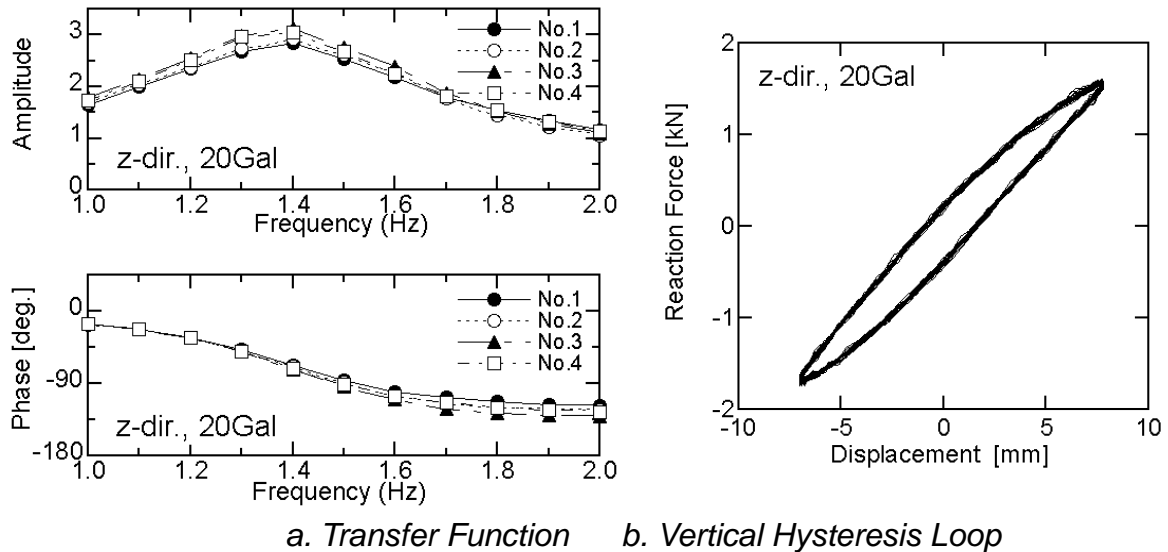 3
2
1
0
Amplitude
No.1
No.2
No.3
No.4
z-dir., 20Gal
1.0 1.2 1.4 1.6 1.8 2.0
Frequency (Hz)
0
-90
-180
Phase [deg.]
No.1
No.2
No.3
No.4
z-dir., 20Gal
1.0 1.2 1.4 1.6 1.8 2.0
Frequency (Hz)
2
1
0
-1
-2
Reaction Force [kN]
z-dir., 20Gal
-10 -5 0 5 10
Displacement [mm]
a. Transfer Function b. Vertical Hysteresis Loop